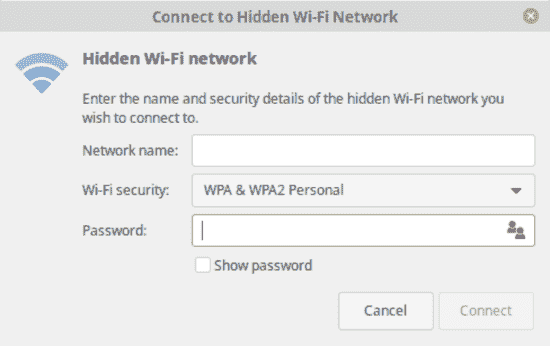 Connect to Hidden Wi-Fi Network
Hidden Wi-Fi network
Enter the name and security details of the hidden Wi-Fi network you
wish to connect to.
Network name:
Wi-Fi security: WPA & WPA2 Personal
Password:
Show password
Cancel Connect